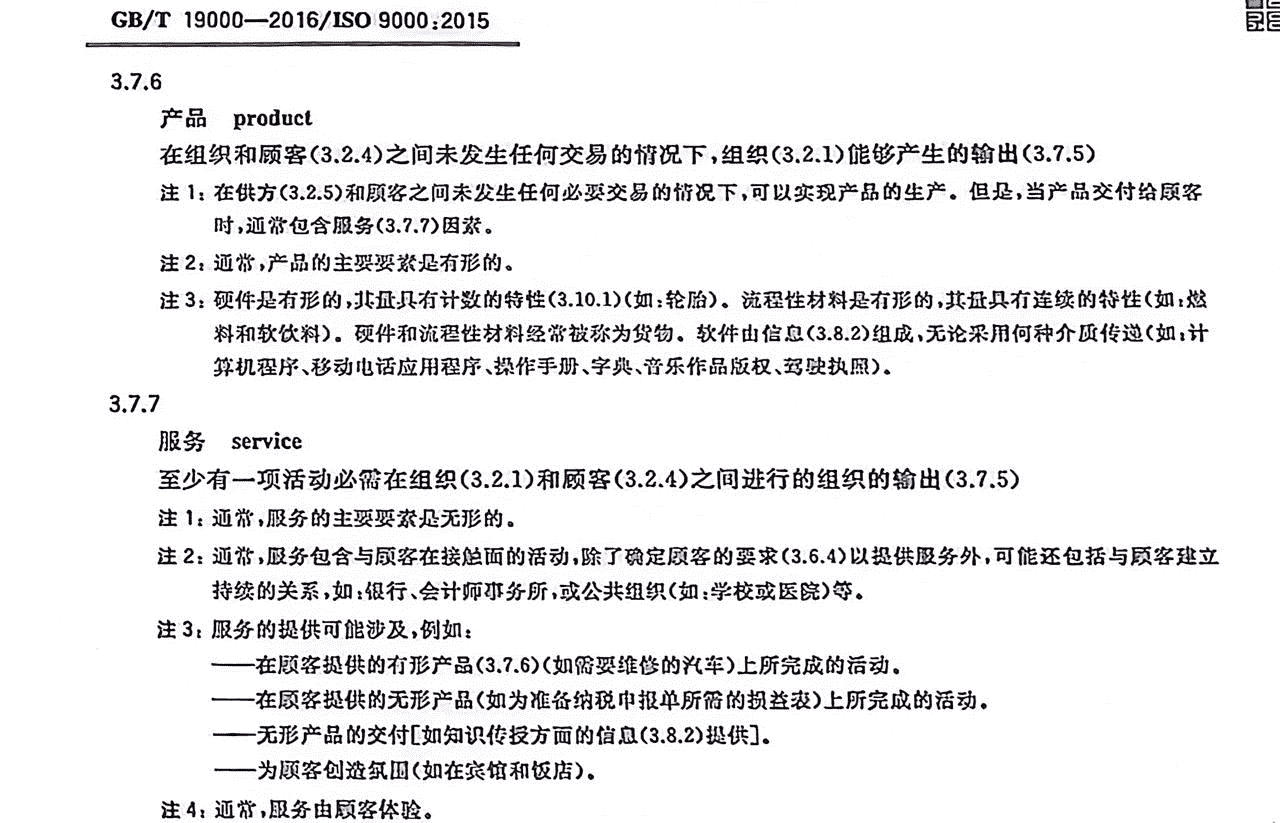 GB/T 19000—2016/ISO 9000:2015
3.7.6
产品 product
在组织和顾客(3.2.4)之间未发生任何交易的情况下,组织(3.2.1)能够产生的输出(3.7.5)
注1:在供方(3.2.5)和顾客之间未发生任何必要交易的情况下,可以实现产品的生产。但是,当产品交付给顾客
时,通常包含服务(3.7.7)因素。
注2:通常,产品的主要要素是有形的。
注3:硬件是有形的,其量具有计数的特性(3.10.1)(如:轮胎)。流程性材料是有形的,其量具有连续的特性(如:燃
料和软饮料)。硬件和流程性材料经常被称为货物。软件由信息(3.8.2)组成,无论采用何种介质传递(如:计
算机程序、移动电话应用程序、操作手册、字典、音乐作品版权、驾驶执照)。
3.7.7
服务 service
至少有一项活动必需在组织(3.2.1)和顾客(3.2.4)之间进行的组织的输出(3.7.5)
注1:通常,服务的主要要素是无形的。
注2:通常,服务包含与顾客在接触面的活动,除了确定顾客的要求(3.6.4)以提供服务外,可能还包括与顾客建立
持续的关系,如:银行、会计师事务所,或公共组织(如:学校或医院)等。
注3:服务的提供可能涉及,例如:
——在顾客提供的有形产品(3.7.6)(如需要维修的汽车)上所完成的活动。
——在顾客提供的无形产品(如为准备纳税申报单所需的损益表)上所完成的活动。
——无形产品的交付[如知识传授方面的信息(3.8.2)提供]。
——为顾客创造氛围(如在宾馆和饭店)。
注4:通常,服务由顾客体验。